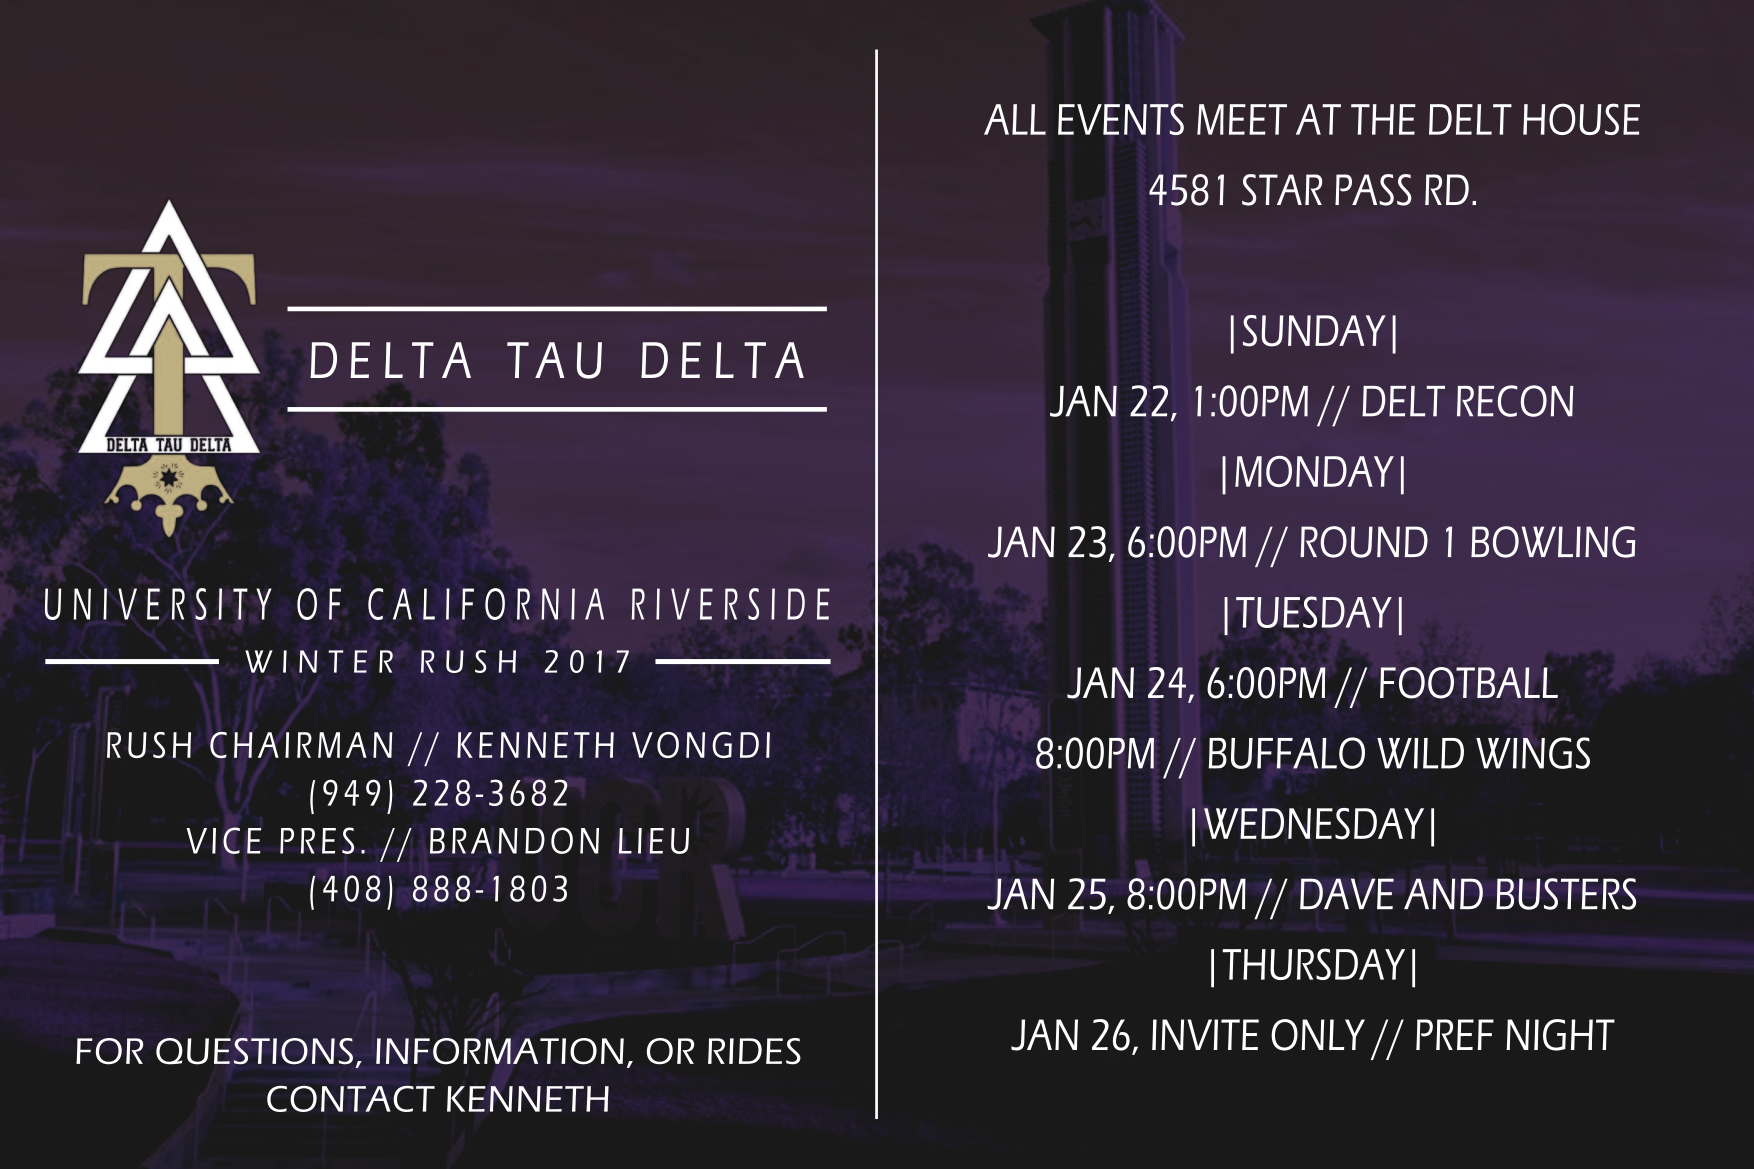 DELTA TAU DELTA
DELTA TAU DELTA
UNIVERSITY OF CALIFORNIA RIVERSIDE
WINTER RUSH 2017
RUSH CHAIRMAN // KENNETH VONGDI
(949) 228-3682
VICE PRES. // BRANDON LIEU
(408) 888-1803
UCR
FOR QUESTIONS, INFORMATION, OR RIDES
CONTACT KENNETH
ALL EVENTS MEET AT THE DELT HOUSE
4581 STAR PASS RD.
|SUNDAY|
JAN 22, 1:00PM // DELT RECON
|MONDAY|
JAN 23, 6:00PM // ROUND 1 BOWLING
|TUESDAY|
JAN 24, 6:00PM // FOOTBALL
8:00PM // BUFFALO WILD WINGS
|WEDNESDAY|
JAN 25, 8:00PM // DAVE AND BUSTERS
|THURSDAY|
JAN 26, INVITE ONLY // PREF NIGHT